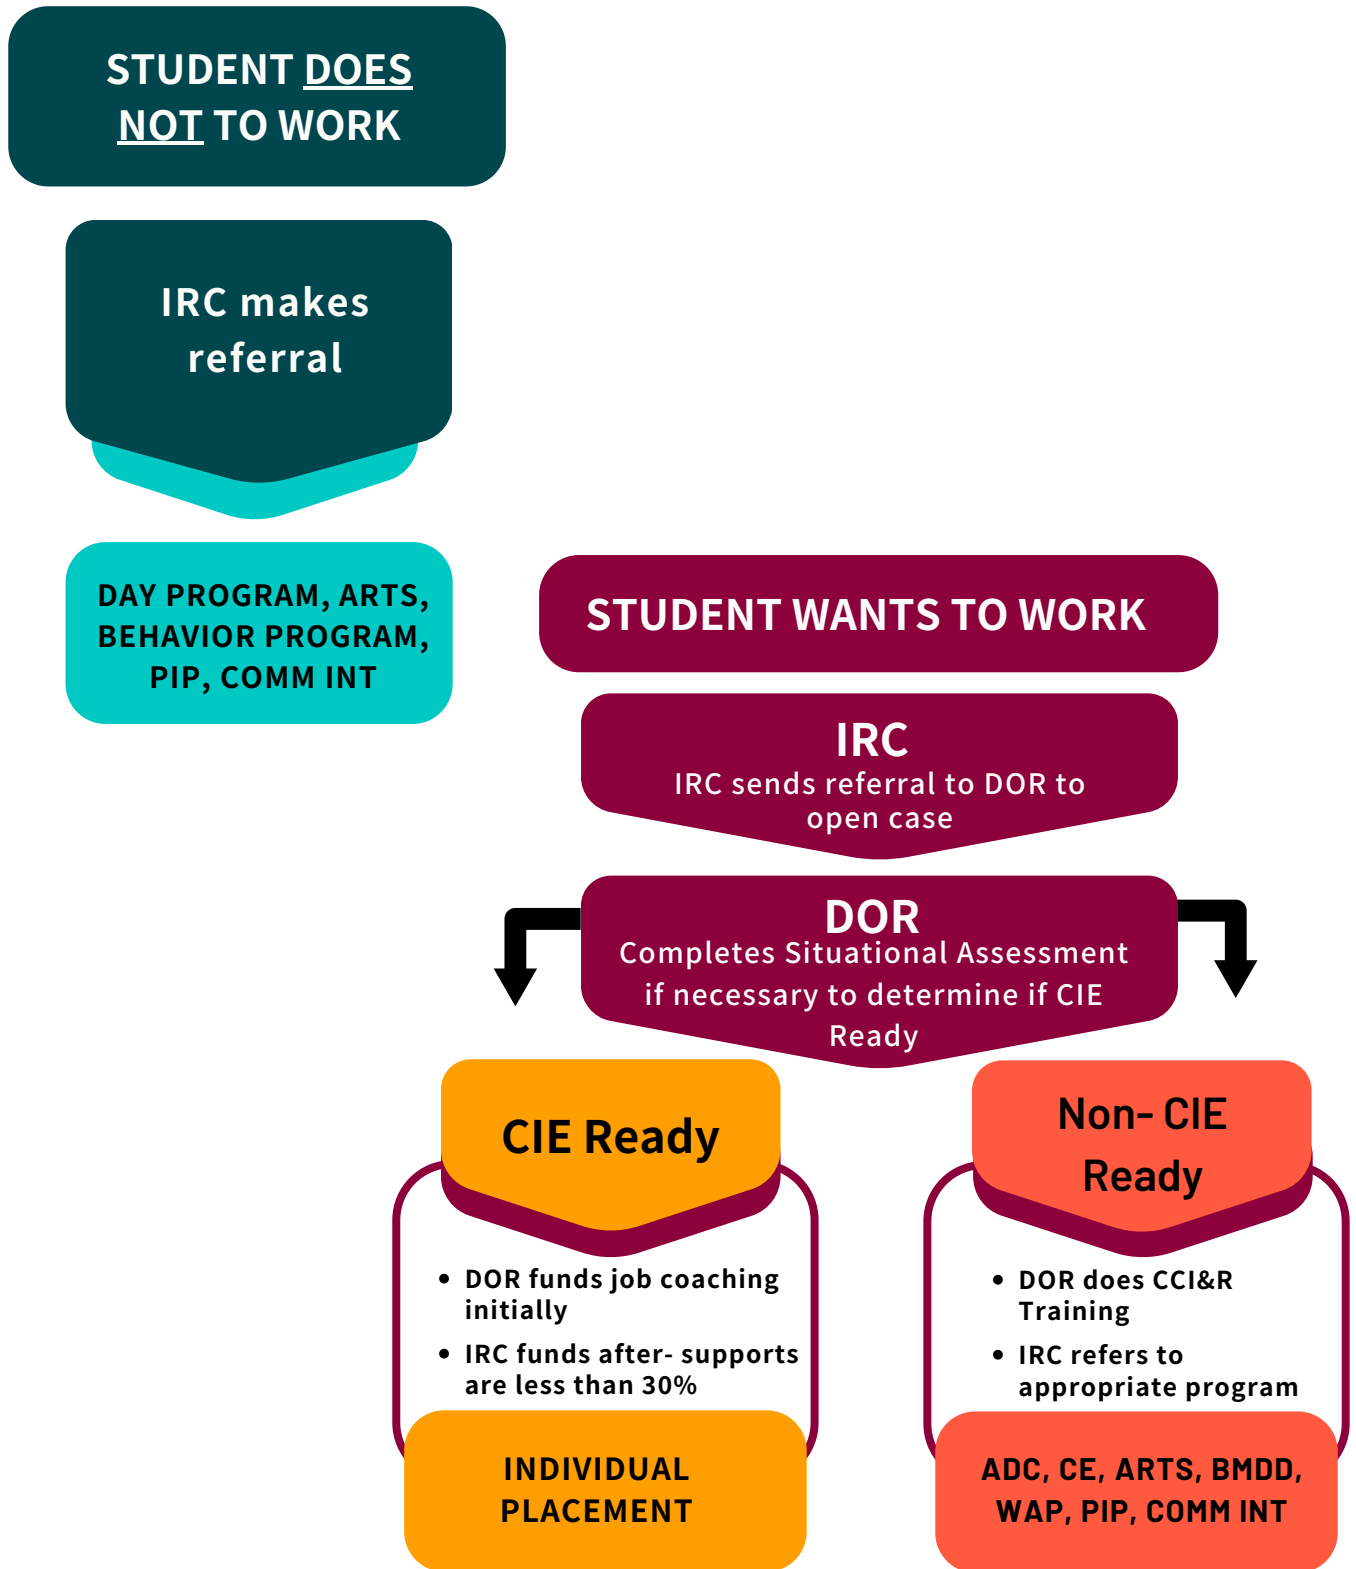 STUDENT DOES
NOT TO WORK
IRC makes
referral
DAY PROGRAM, ARTS,
BEHAVIOR PROGRAM,
PIP, COMM INT
STUDENT WANTS TO WORK
IRC
IRC sends referral to DOR to
open case
DOR
Completes Situational Assessment
if necessary to determine if CIE
Ready
CIE Ready
• DOR funds job coaching
initially
• IRC funds after- supports
are less than 30%
INDIVIDUAL
PLACEMENT
Non- CIE
Ready
• DOR does CCI&R
Training
• IRC refers to
appropriate program
ADC, CE, ARTS, BMDD,
WAP, PIP, COMM INT